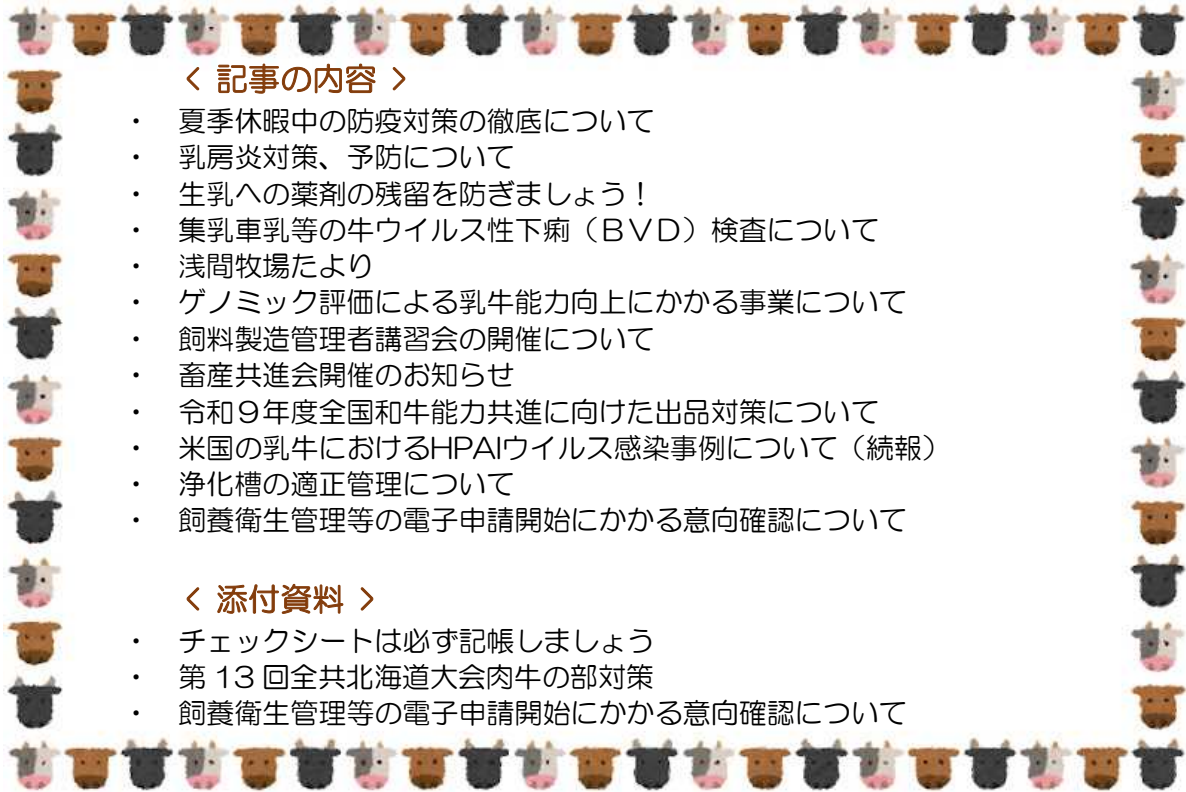 < 記事の内容 >
・ 夏季休暇中の防疫対策の徹底について
・ 乳房炎対策、予防について
・ 生乳への薬剤の残留を防ぎましょう！
・ 集乳車乳等の牛ウイルス性下痢（ＢＶＤ）検査について
・ 浅間牧場たより
・ ゲノミック評価による乳牛能力向上にかかる事業について
・ 飼料製造管理者講習会の開催について
・ 畜産共進会開催のお知らせ
・ 令和９年度全国和牛能力共進に向けた出品対策について
・ 米国の乳牛におけるHPAIウイルス感染事例について（続報）
・ 浄化槽の適正管理について
・ 飼養衛生管理等の電子申請開始にかかる意向確認について
< 添付資料 >
・ チェックシートは必ず記帳しましょう
・ 第 13 回全共北海道大会肉牛の部対策
・ 飼養衛生管理等の電子申請開始にかかる意向確認について